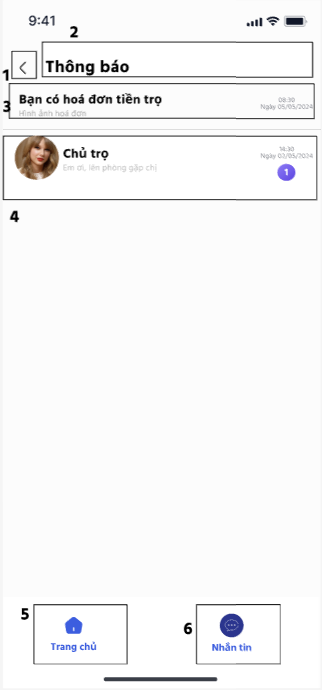 9:41
2
1
Thông báo
3
Bạn có hoá đơn tiền trọ
08:30
Hình ảnh hoá đơn
Ngày 05/05/2024
Chủ trọ
14:30
Ngày 03/05/2024
Em ơi, lên phòng gặp chị
1
4
5
Trang chủ
6
Nhắn tin